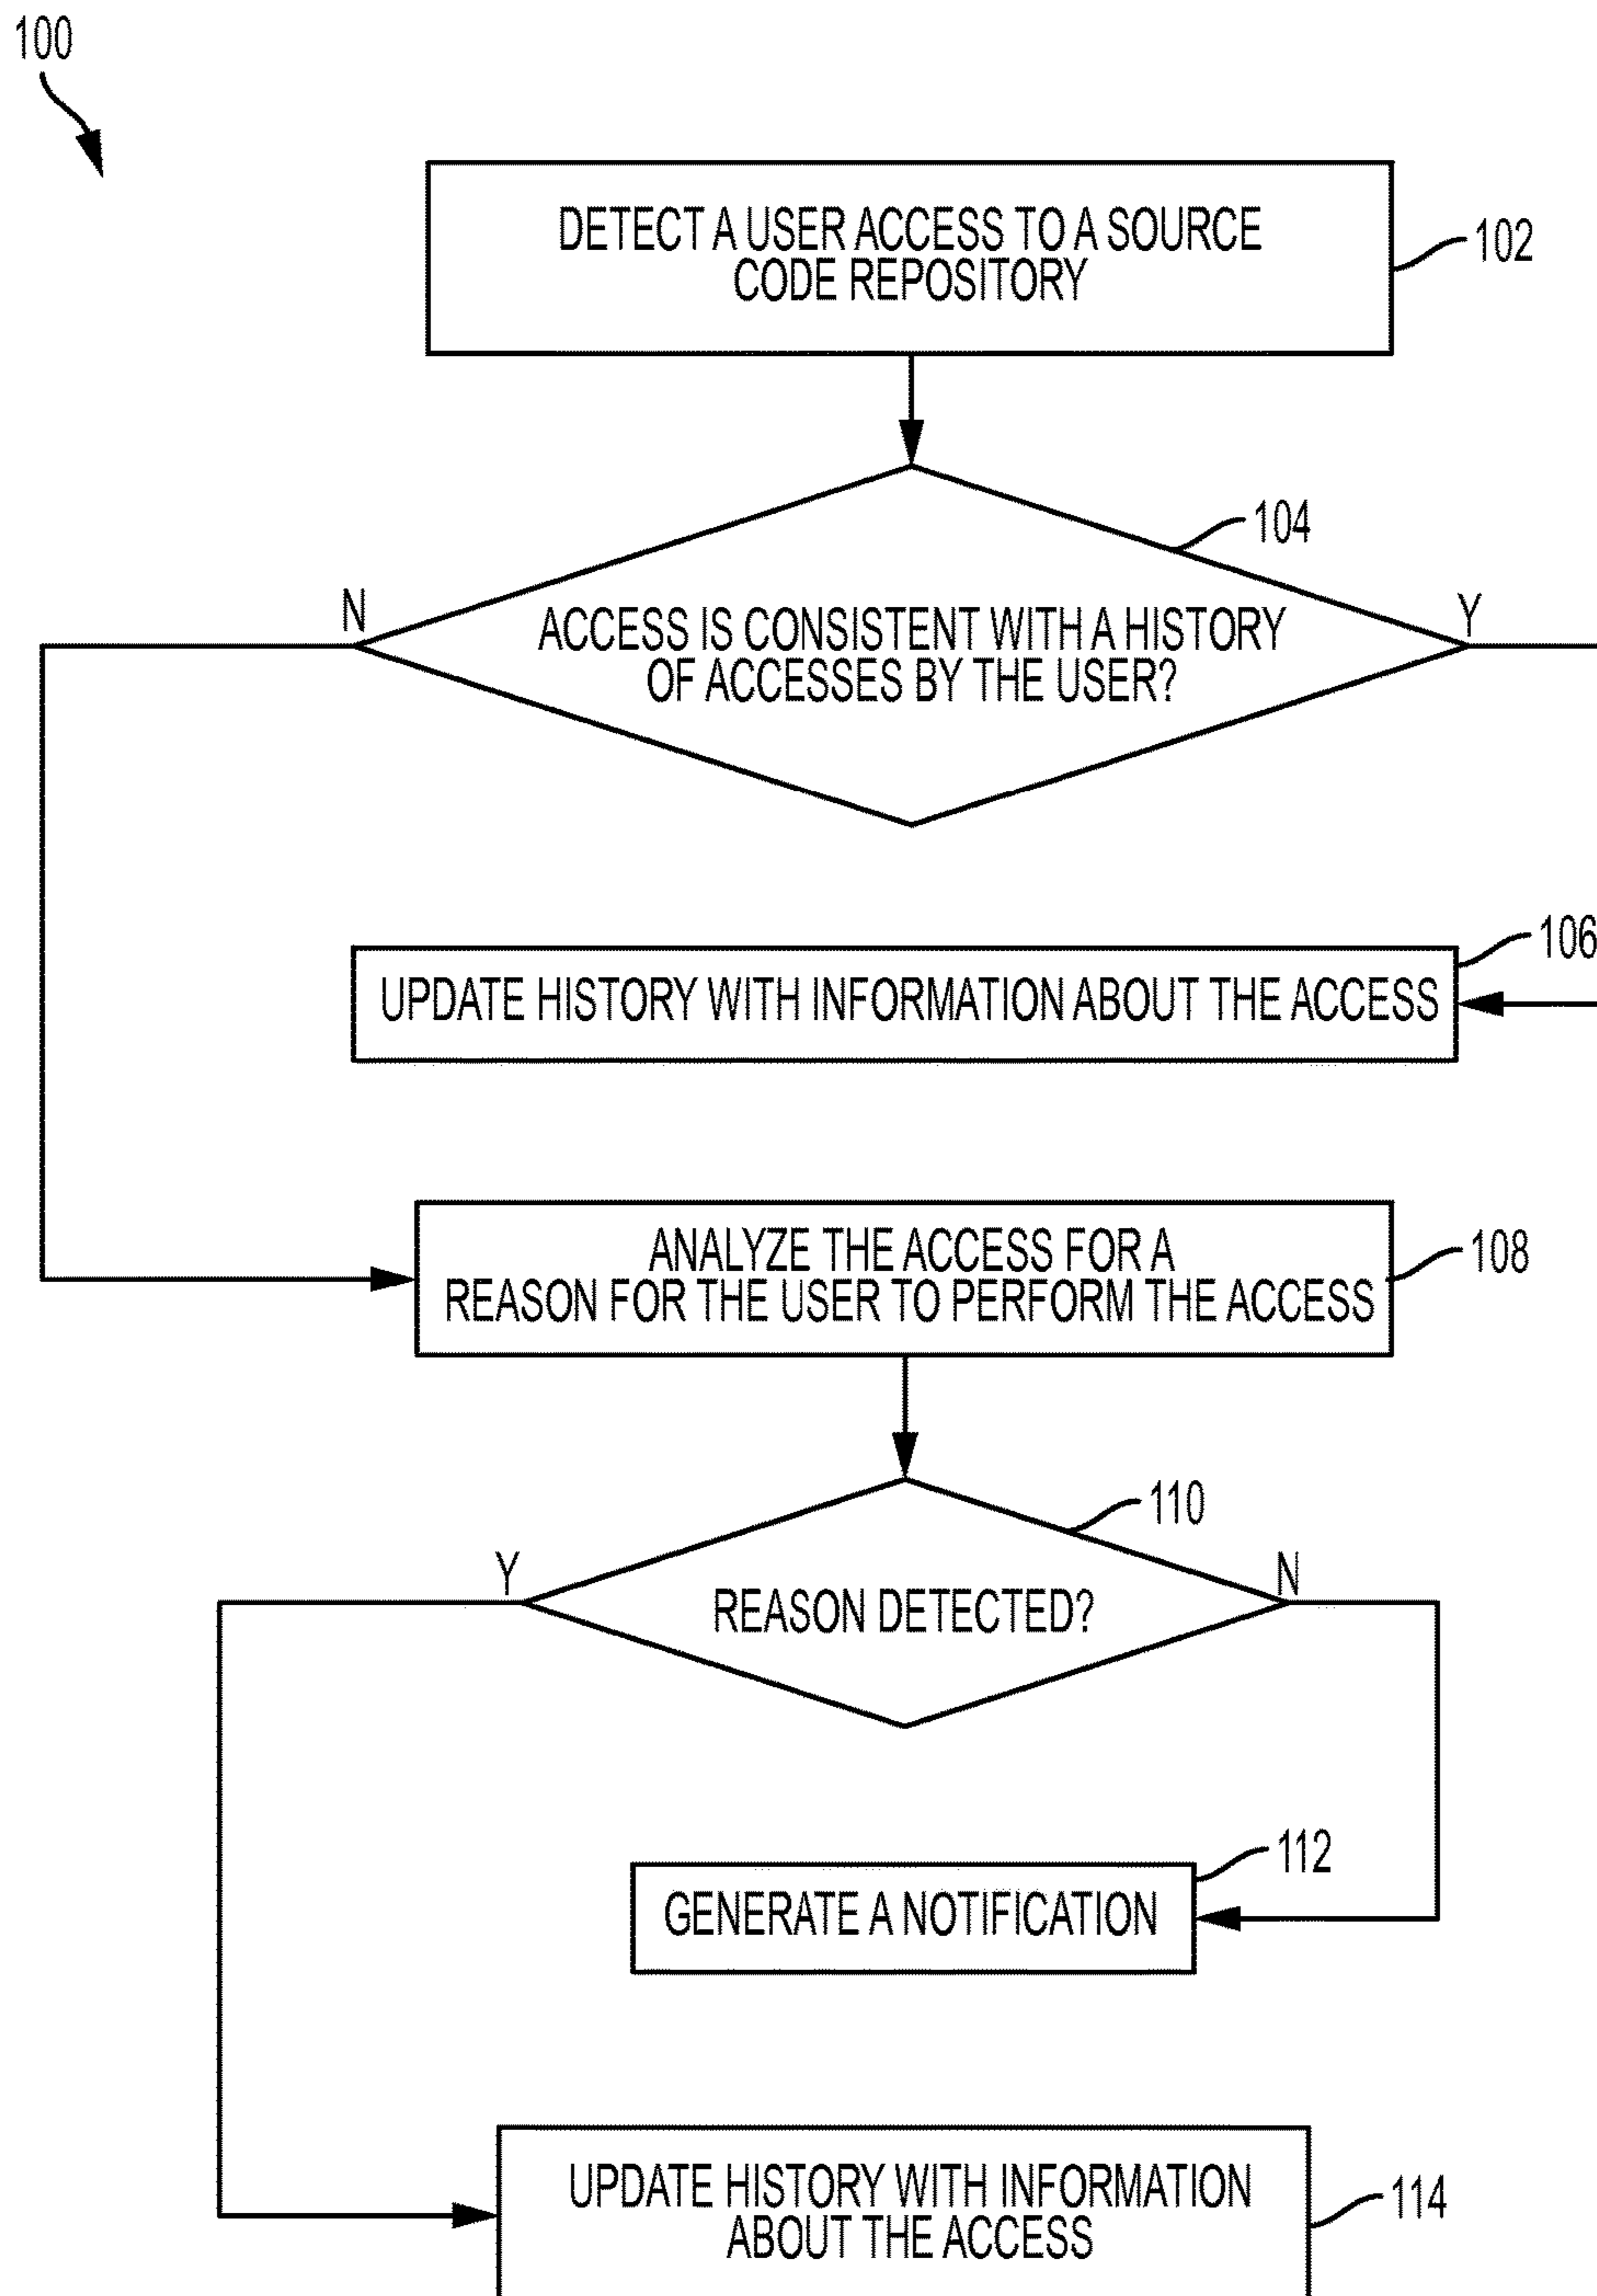 100
DETECT A USER ACCESS TO A SOURCE
CODE REPOSITORY
102
104
N
Y
ACCESS IS CONSISTENT WITH A HISTORY
OF ACCESSES BY THE USER?
106
UPDATE HISTORY WITH INFORMATION ABOUT THE ACCESS
ANALYZE THE ACCESS FOR A
REASON FOR THE USER TO PERFORM THE ACCESS
108
110
Y
N
REASON DETECTED?
112
GENERATE A NOTIFICATION
UPDATE HISTORY WITH INFORMATION
ABOUT THE ACCESS
114